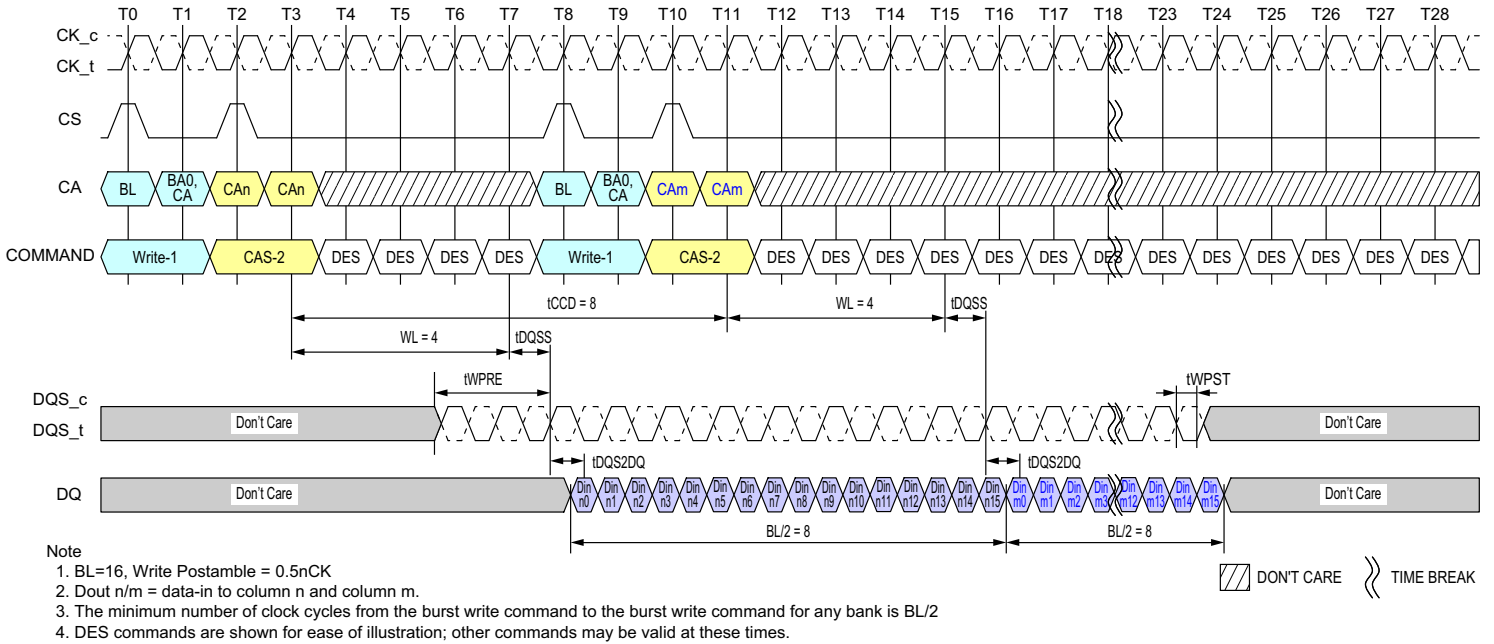 T0 T1 T2 T3 T4 T5 T6 T7 T8 T9 T10 T11 T12 T13 T14 T15 T16 T17 T18 T23 T24 T25 T26 T27 T28
CK_c
CK_t
CS
CA BL BA0, CA CAn CAn BL BA0, CA CAm CAm
COMMAND Write-1 CAS-2 DES DES DES DES Write-1 CAS-2 DES DES DES DES DES DES DES DES DES DES DES DES DES
tCCD = 8 WL = 4 tDQSS
WL = 4 tDQSS
tWPRE tWPST
DQS_c
DQS_t Don't Care Don't Care
tDQS2DQ tDQS2DQ
DQ Don't Care Din n0 Din n1 Din n2 Din n3 Din n4 Din n5 Din n6 Din n7 Din n8 Din n9 Din n10 Din n11 Din n12 Din n13 Din n14 Din n15 Din m0 Din m1 Din m2 Din m3 Din m12 Din m13 Din m14 Din m15 Don't Care
BL/2 = 8 BL/2 = 8
Note
1. BL=16, Write Postamble = 0.5nCK
2. Dout n/m = data-in to column n and column m.
3. The minimum number of clock cycles from the burst write command to the burst write command for any bank is BL/2
4. DES commands are shown for ease of illustration; other commands may be valid at these times.
DON'T CARE TIME BREAK